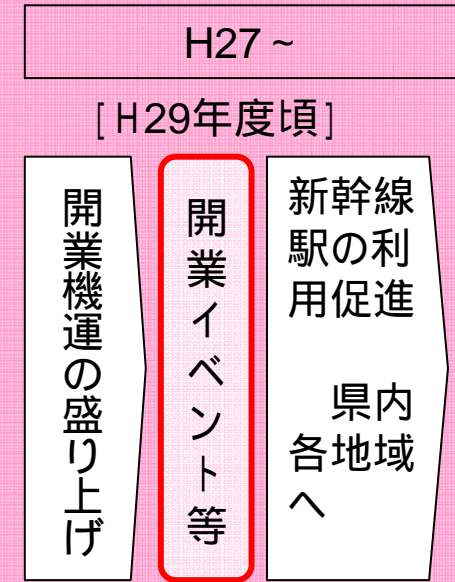 H27～
[H29年度頃]
開業機運の盛り上げ
開業イベント等
新幹線
駅の利
用促進
県内
各地域
へ